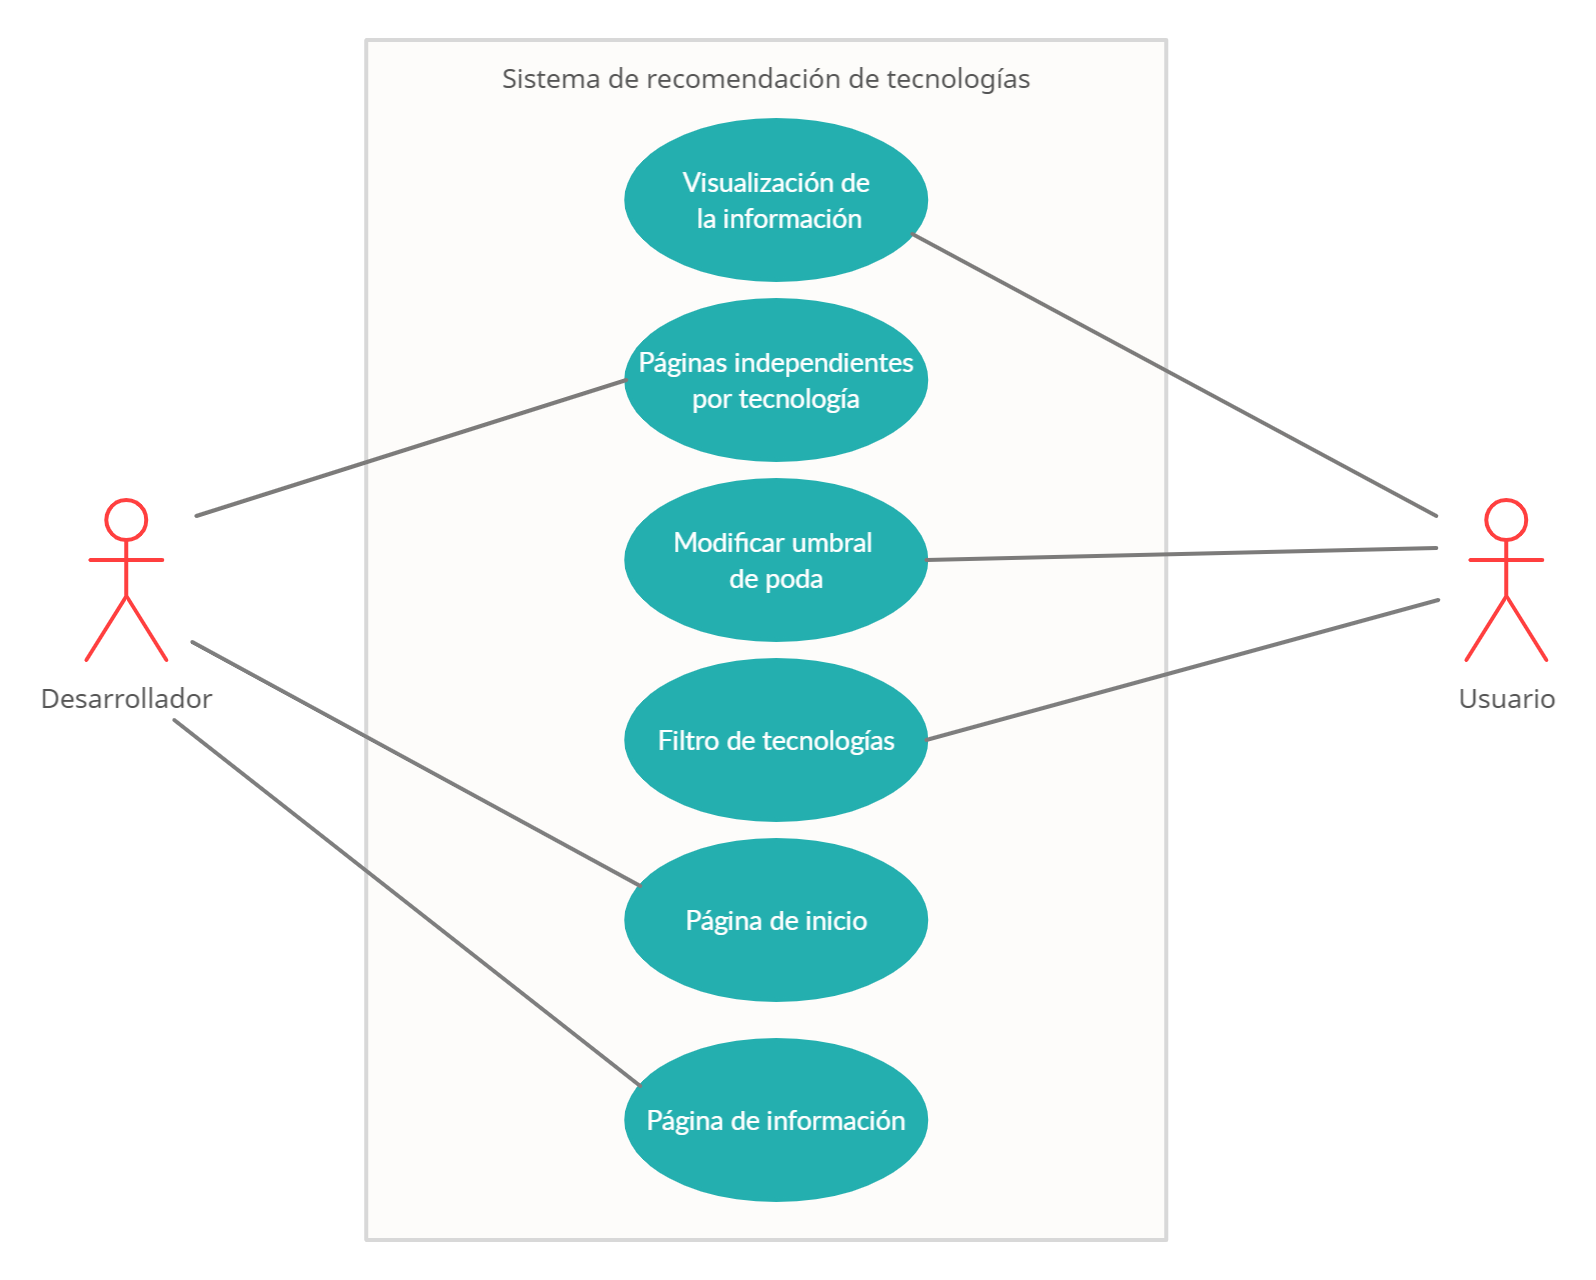 Sistema de recomendación de tecnologías
Visualización de
la información
Páginas independientes
por tecnología
Modificar umbral
de poda
Desarrollador
Usuario
Filtro de tecnologías
Página de inicio
Página de información